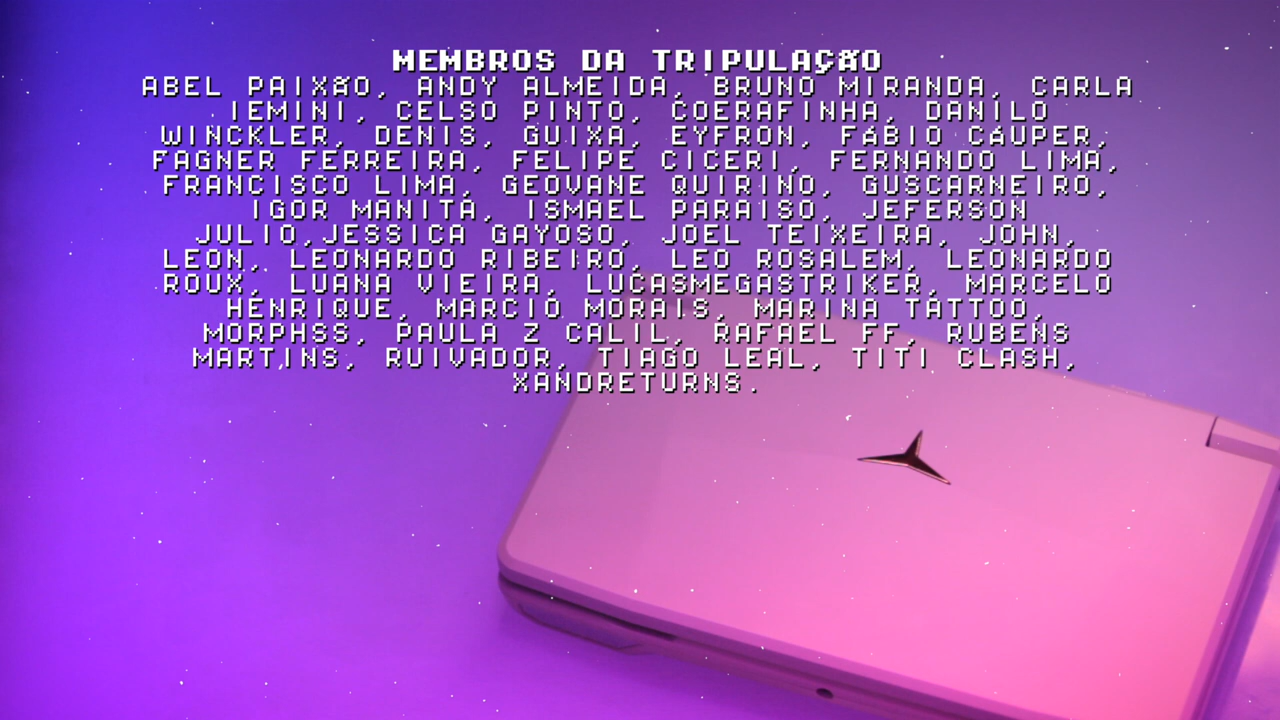 MEMBROS DA TRIPULAÇÃO
ABEL PAIXÃO, ANDY ALMEIDA, BRUNO MIRANDA, CARLA
IEMINI, CELSO PINTO, COERAFINHA, DANILO
WINCKLER, DENIS, GUIXA, EYFRON, FÁBIO CÁUPER,
FAGNER FERREIRA, FELIPE CICERI, FERNANDO LIMA,
FRANCISCO LIMA, GEOVANE QUIRINO, GUSCARNEIRO,
IGOR MANITA, ISMAEL PARAISO, JEFERSON
JULIO,JESSICA GAYOSO, JOEL TEIXEIRA, JOHN,
LEON, LEONARDO RIBEIRO, LEO ROSALEM, LEONARDO
ROUX, LUANA VIEIRA, LUCASMEGASTRIKER, MARCELO
HENRIQUE, MARCIO MORAIS, MARINA TATTOO,
MORPHSS, PAULA Z CALIL, RAFAEL FF, RUBENS
MARTINS, RUIVADOR, TIAGO LEAL, TITI CLASH,
XANDRETURNS.